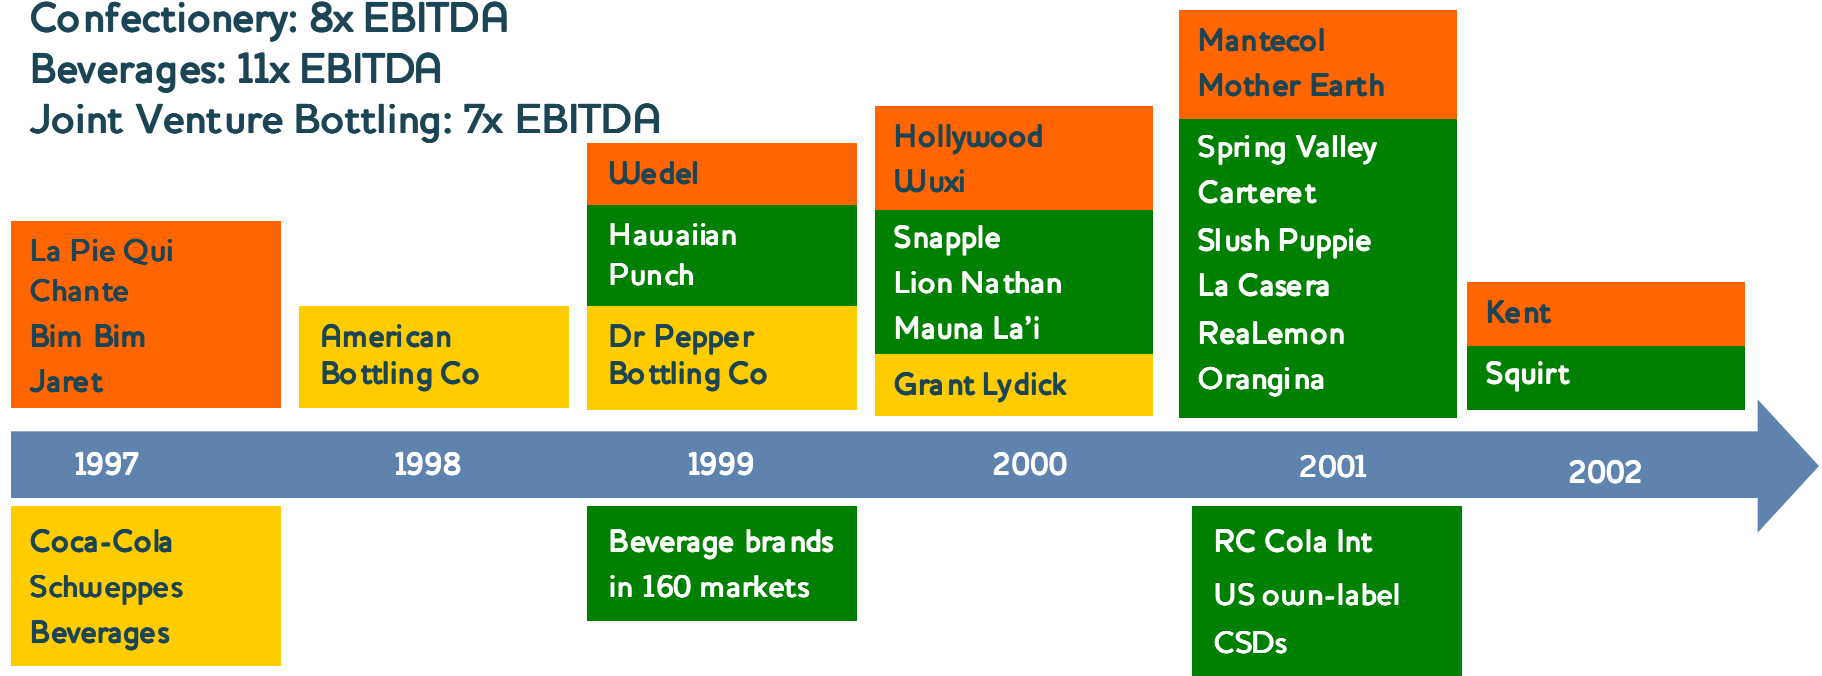 Confectionery: 8x EBITDA
Beverages: 11x EBITDA
Joint Venture Bottling: 7x EBITDA
La Pie Qui
Chante
Bim Bim
Jaret
American
Bottling Co
Wedel
Hawaiian
Punch
Dr Pepper
Bottling Co
Hollywood
Wuxi
Snapple
Lion Nathan
Mauna La’i
Grant Lydick
Mantecol
Mother Earth
Spring Valley
Carteret
Slush Puppie
La Casera
ReaLemon
Orangina
Kent
Squirt
1997
1998
1999
2000
2001
2002
Coca-Cola
Schweppes
Beverages
Beverage brands
in 160 markets
RC Cola Int
US own-label
CSDs